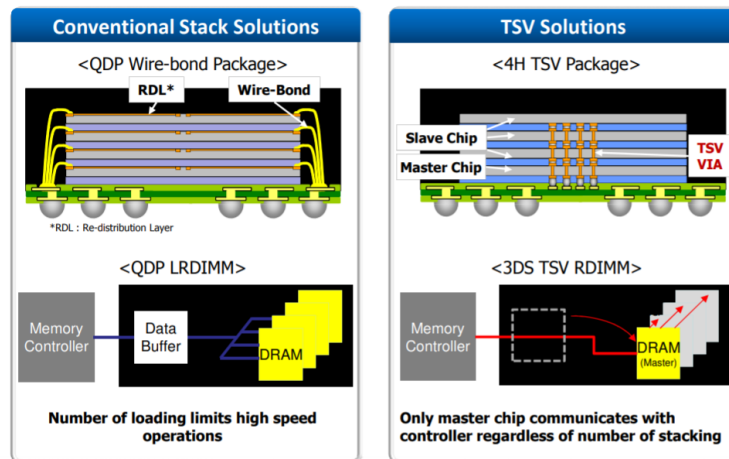 Conventional Stack Solutions
<QDP Wire-bond Package>
RDL*
Wire-Bond
*RDL : Re-distribution Layer
<QDP LRDIMM>
Memory
Controller
Data
Buffer
DRAM
Number of loading limits high speed
operations
TSV Solutions
<4H TSV Package>
Slave Chip
Master Chip
TSV
VIA
<3DS TSV RDIMM>
Memory
Controller
DRAM
(Master)
Only master chip communicates with
controller regardless of number of stacking